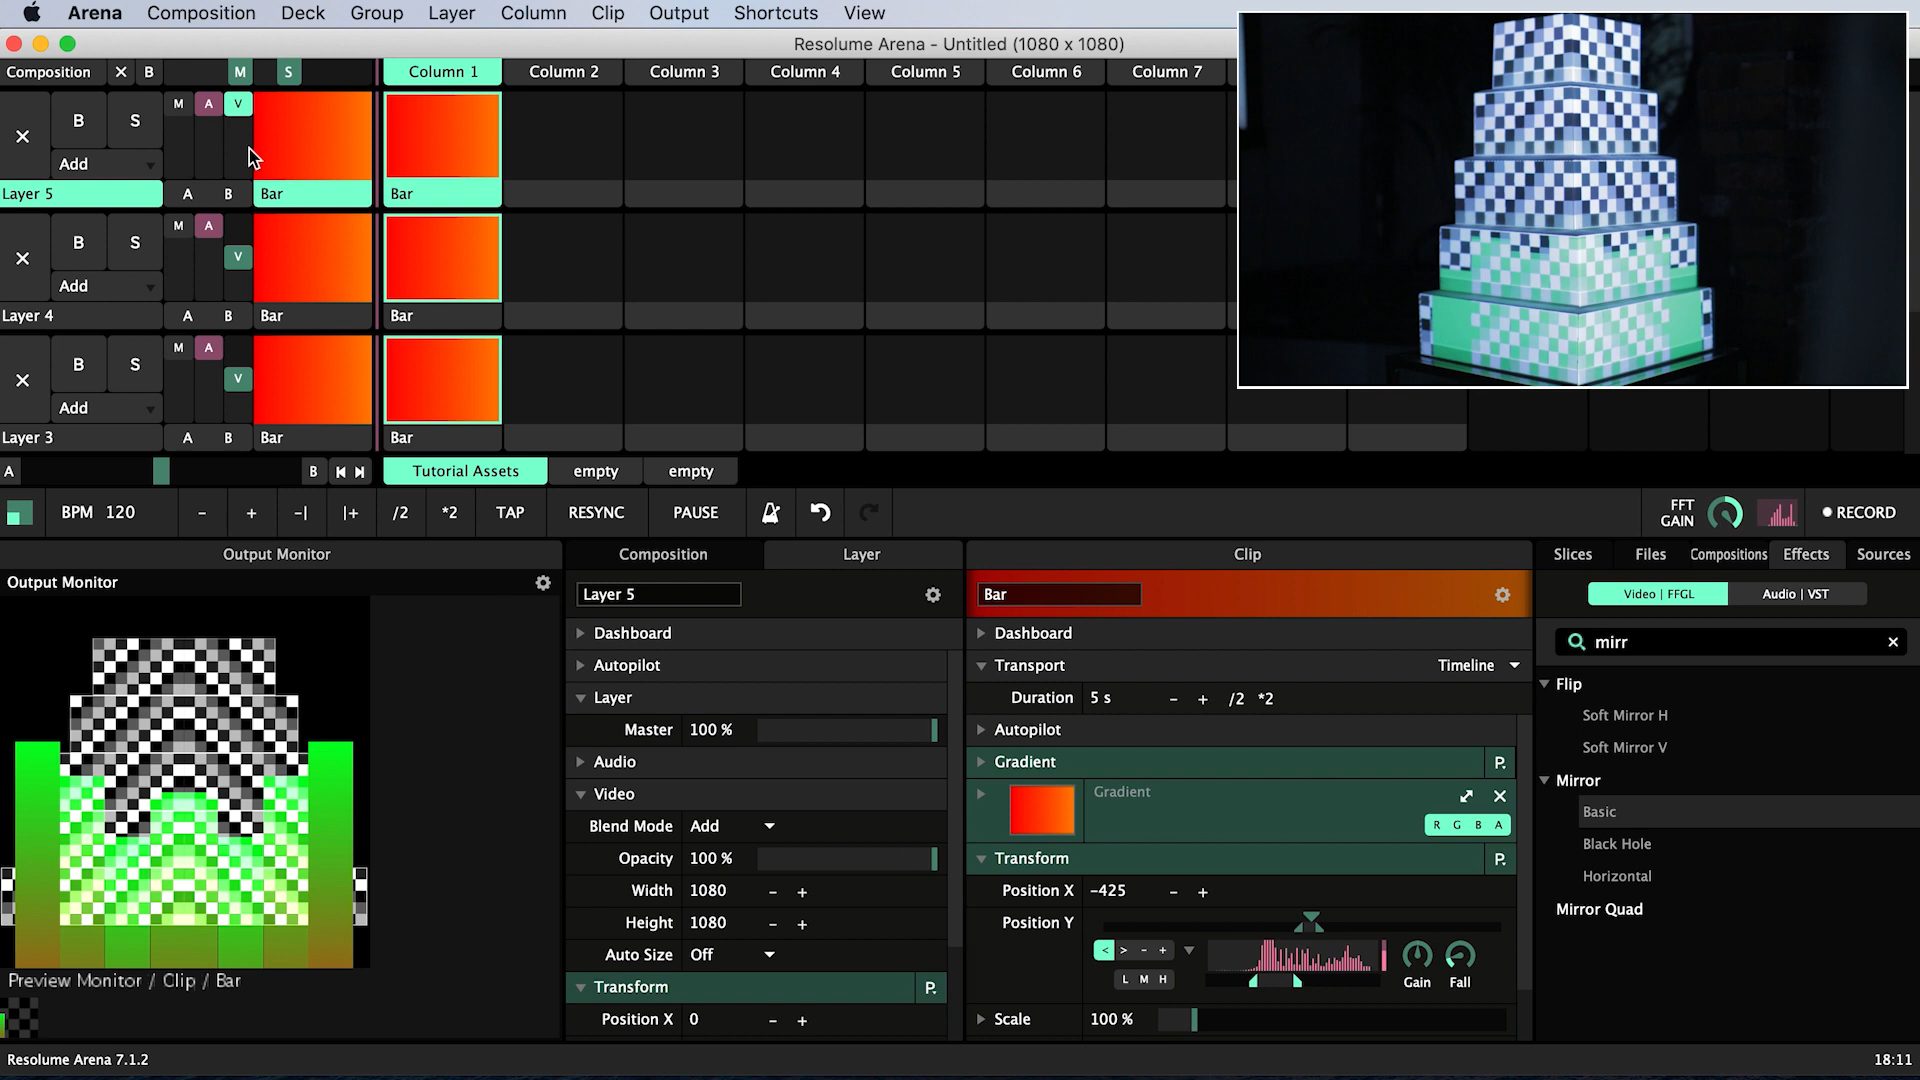 Arena Composition Deck Group Layer Column Clip Output Shortcuts View
Resolume Arena - Untitled (1080 x 1080)
Composition B M S Column 1 Column 2 Column 3 Column 4 Column 5 Column 6 Column 7
B S M A V
Add
Layer 5 A B Bar Bar
B S M A V
Add
Layer 4 A B Bar Bar
B S M A V
Add
Layer 3 A B Bar Bar
A B Tutorial Assets empty empty
BPM 120 - + -| |+ /2 *2 TAP RESYNC PAUSE FFT GAIN RECORD
Output Monitor Composition Layer Clip Slices Files Compositions Effects Sources
Output Monitor
Preview Monitor / Clip / Bar
Layer 5
Dashboard
Autopilot
Layer
Master 100 %
Audio
Video
Blend Mode Add
Opacity 100 %
Width 1080 - +
Height 1080 - +
Auto Size Off
Transform P.
Position X 0 - +
Bar
Dashboard
Transport Timeline
Duration 5 s - + /2 *2
Autopilot
Gradient P.
Gradient
R G B A
Transform P.
Position X -425 - +
Position Y
< > - +
L M H Gain Fall
Scale 100 %
Video | FFGL Audio | VST
mirr
Flip
Soft Mirror H
Soft Mirror V
Mirror
Basic
Black Hole
Horizontal
Mirror Quad
Resolume Arena 7.1.2 18:11